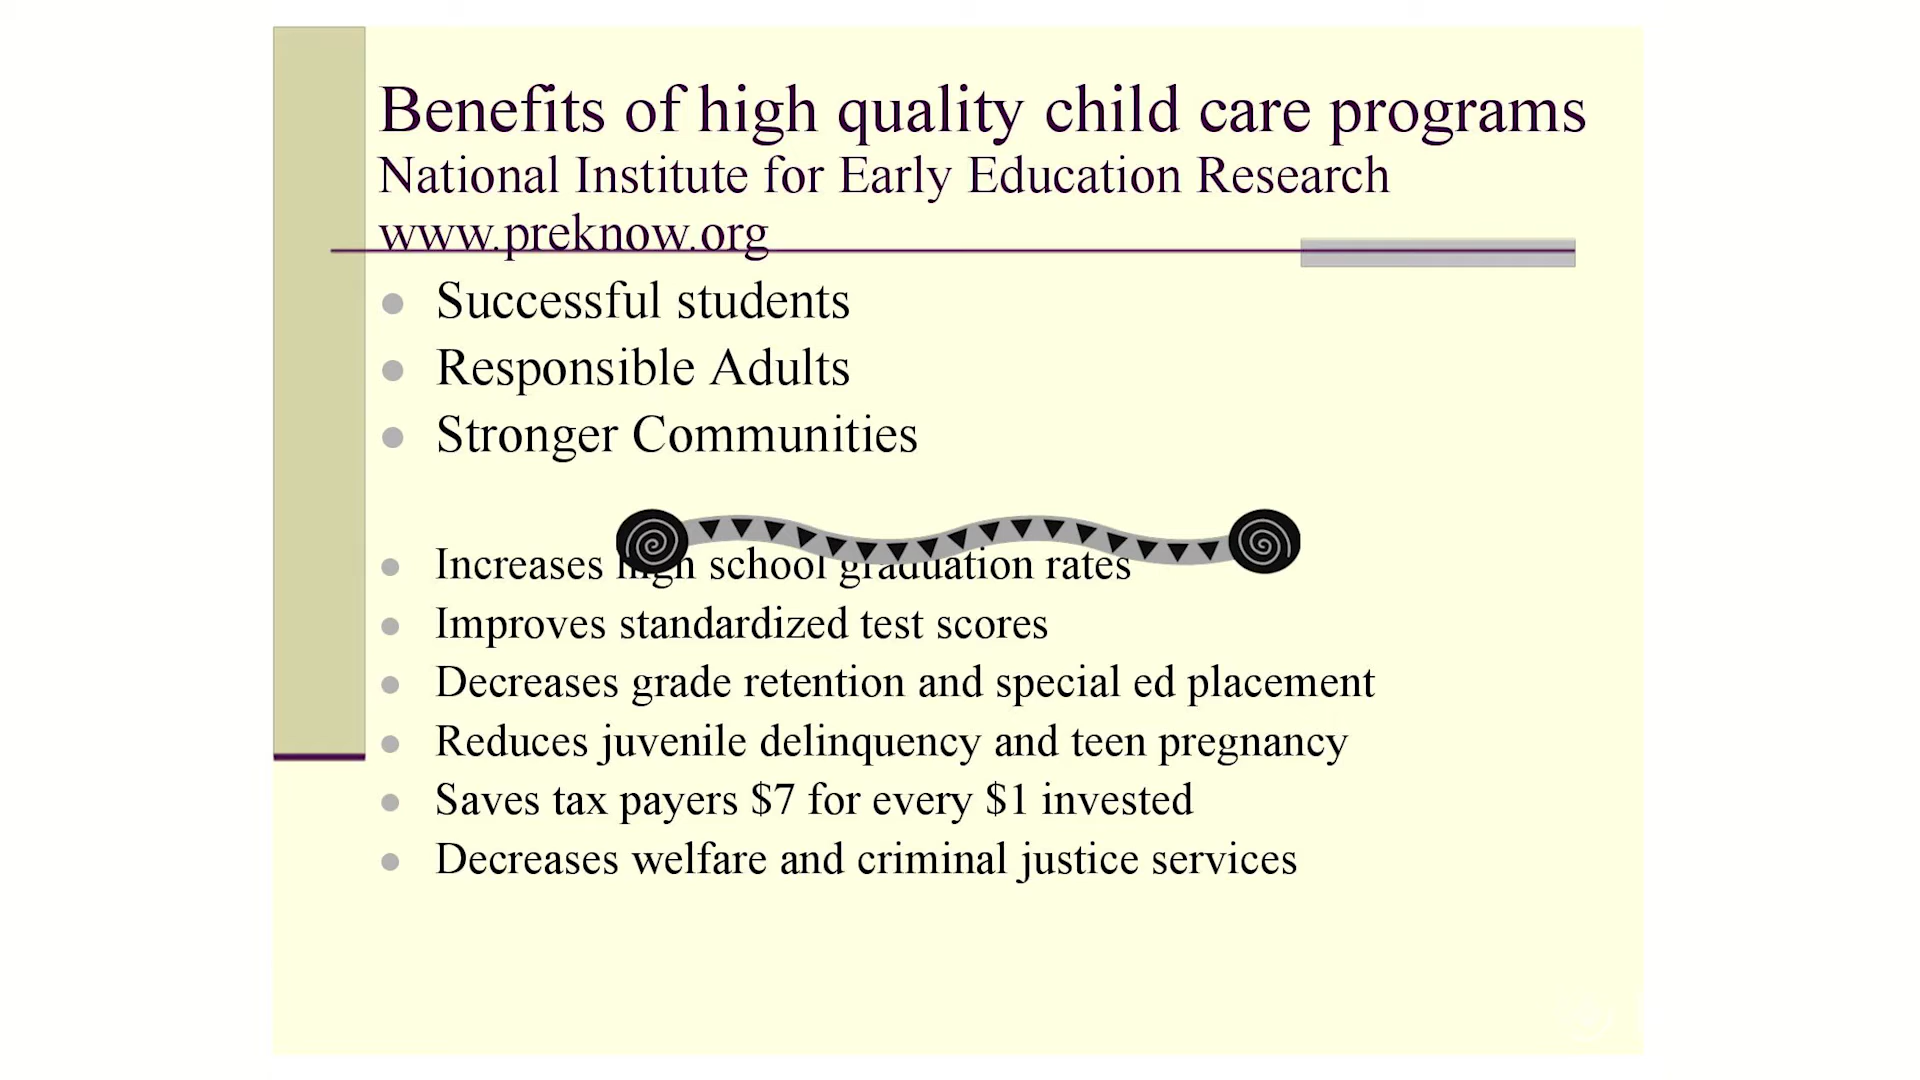 Benefits of high quality child care programs
National Institute for Early Education Research
www.preknow.org
Successful students
Responsible Adults
Stronger Communities
Increases high school graduation rates
Improves standardized test scores
Decreases grade retention and special ed placement
Reduces juvenile delinquency and teen pregnancy
Saves tax payers $7 for every $1 invested
Decreases welfare and criminal justice services